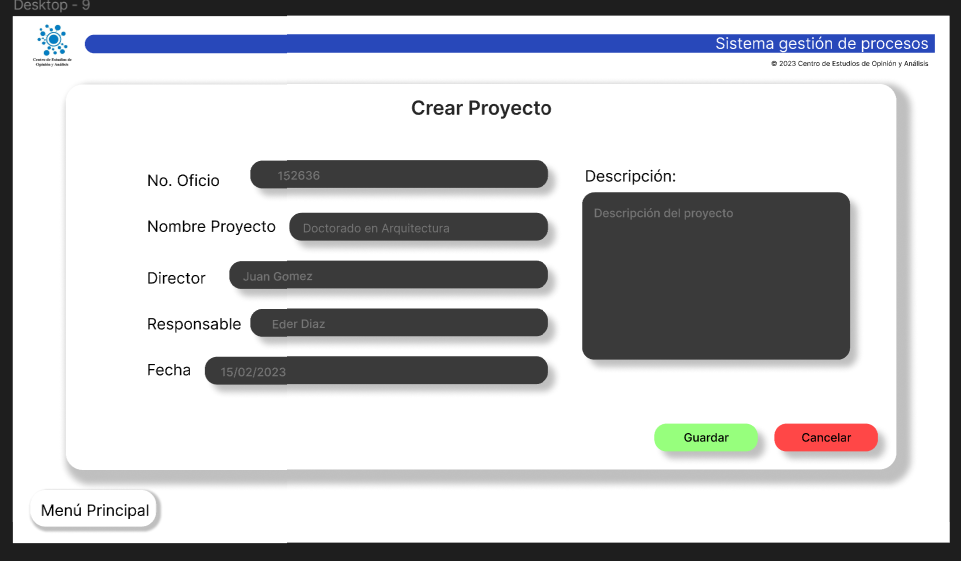 Desktop - 9
Centro de Estudios de
Opinión y Análisis
Sistema gestión de procesos
© 2023 Centro de Estudios de Opinión y Análisis
Crear Proyecto
No. Oficio
152636
Nombre Proyecto
Doctorado en Arquitectura
Director
Juan Gomez
Responsable
Eder Diaz
Fecha
15/02/2023
Descripción:
Descripción del proyecto
Guardar
Cancelar
Menú Principal